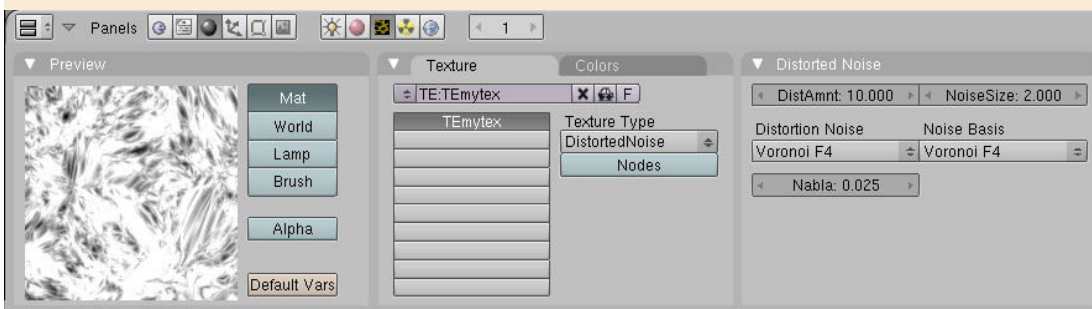 Panels
1
Preview
Mat
World
Lamp
Brush
Alpha
Default Vars
Texture
Colors
TE:TEmytex
F
TEmytex
Texture Type
DistortedNoise
Nodes
Distorted Noise
DistAmnt: 10.000
NoiseSize: 2.000
Distortion Noise
Noise Basis
Voronoi F4
Voronoi F4
Nabla: 0.025